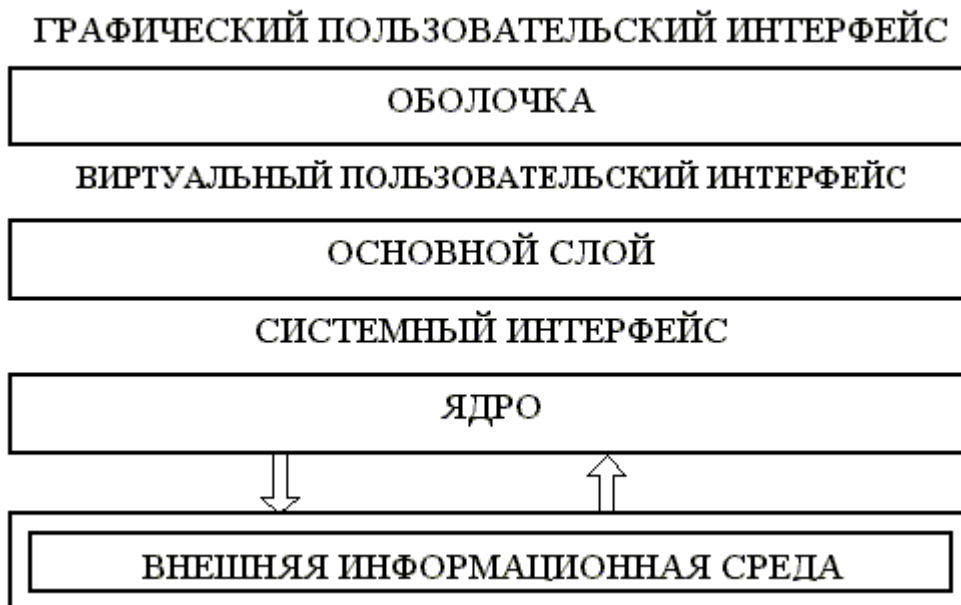 ГРАФИЧЕСКИЙ ПОЛЬЗОВАТЕЛЬСКИЙ ИНТЕРФЕЙС
ОБОЛОЧКА
ВИРТУАЛЬНЫЙ ПОЛЬЗОВАТЕЛЬСКИЙ ИНТЕРФЕЙС
ОСНОВНОЙ СЛОЙ
СИСТЕМНЫЙ ИНТЕРФЕЙС
ЯДРО
ВНЕШНЯЯ ИНФОРМАЦИОННАЯ СРЕДА